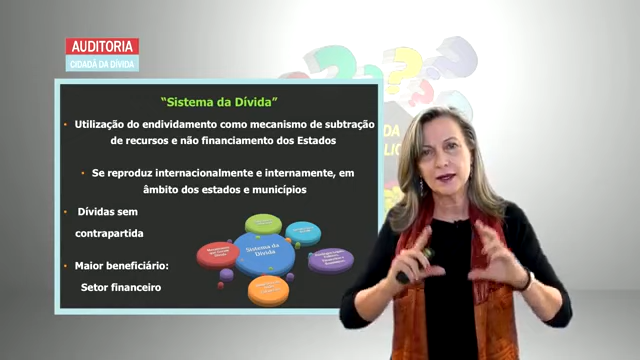 AUDITORIA
CIDADÃ DA DÍVIDA
“Sistema da Dívida”
• Utilização do endividamento como mecanismo de subtração
de recursos e não financiamento dos Estados
• Se reproduz internacionalmente e internamente, em
âmbito dos estados e municípios
• Dívidas sem
contrapartida
• Maior beneficiário:
Setor financeiro
Sistema da
Dívida